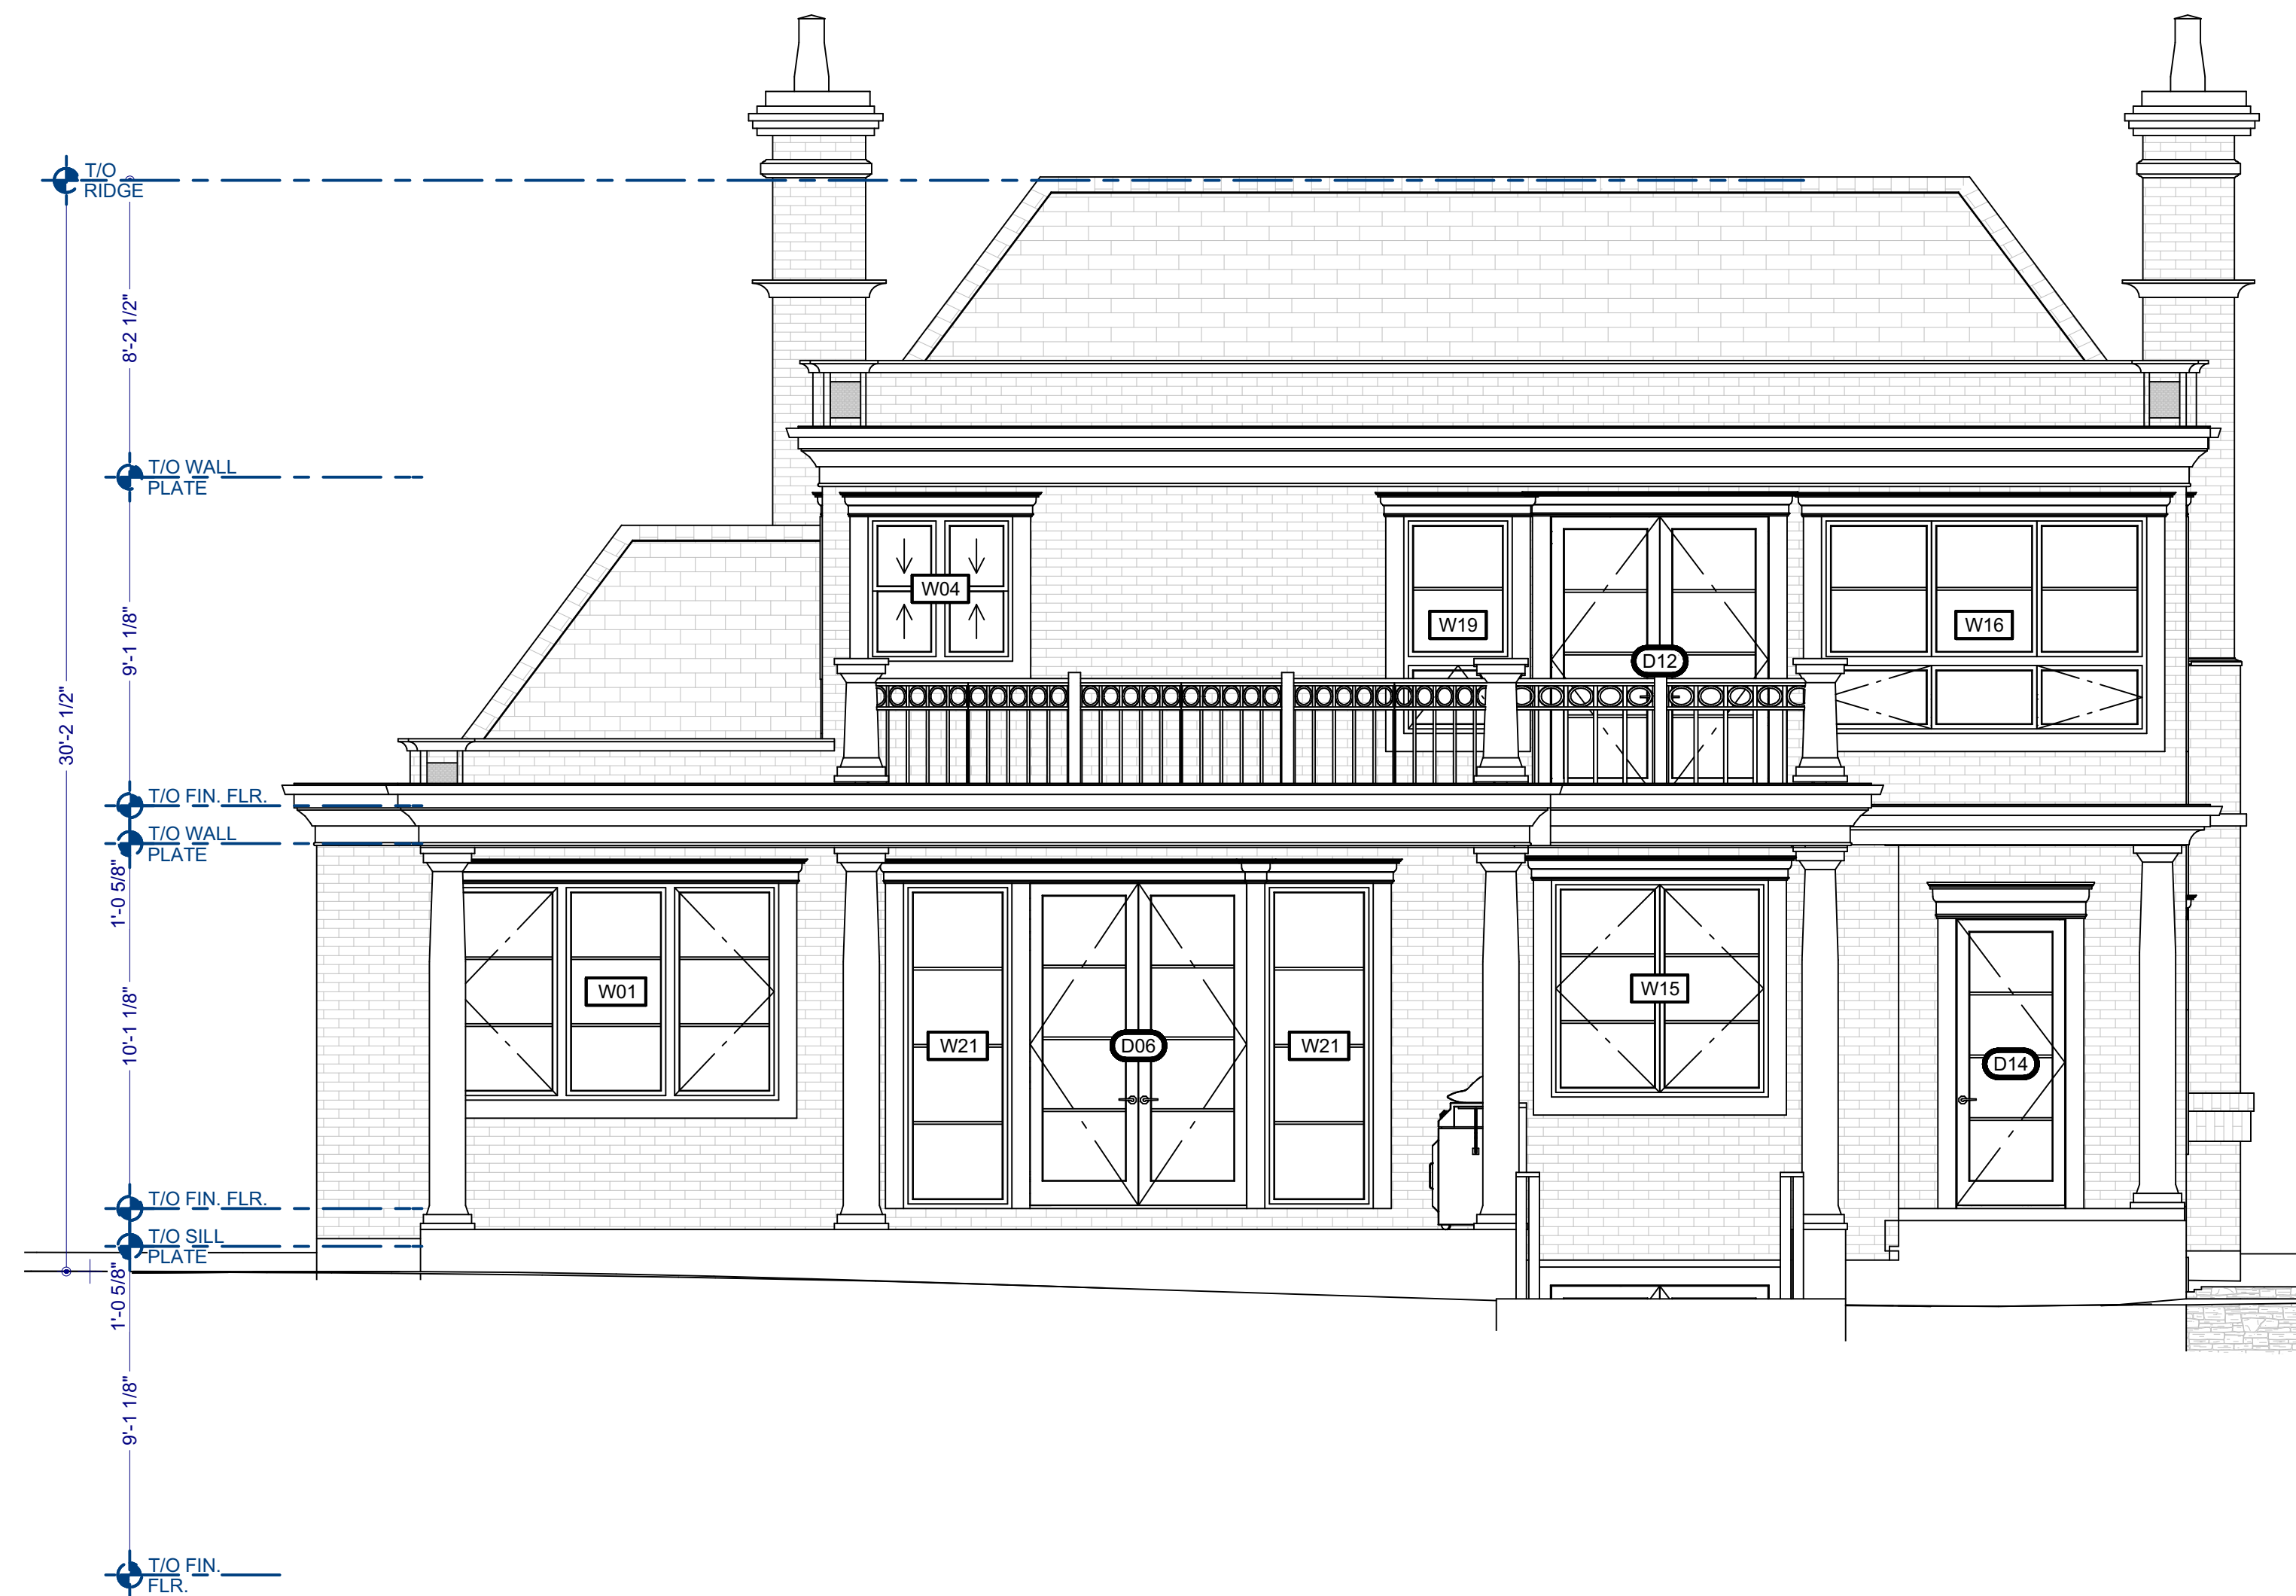 T/O
RIDGE
8'-2 1/2"
T/O WALL
PLATE
W04
9'-1 1/8"
W19
W16
D12
30'-2 1/2"
T/O FIN. FLR.
T/O WALL
PLATE
1'-0 5/8"
W01
W15
10'-1 1/8"
W21
D06
W21
D14
T/O FIN. FLR.
T/O SILL
PLATE
1'-0 5/8"
9'-1 1/8"
T/O FIN.
FLR.